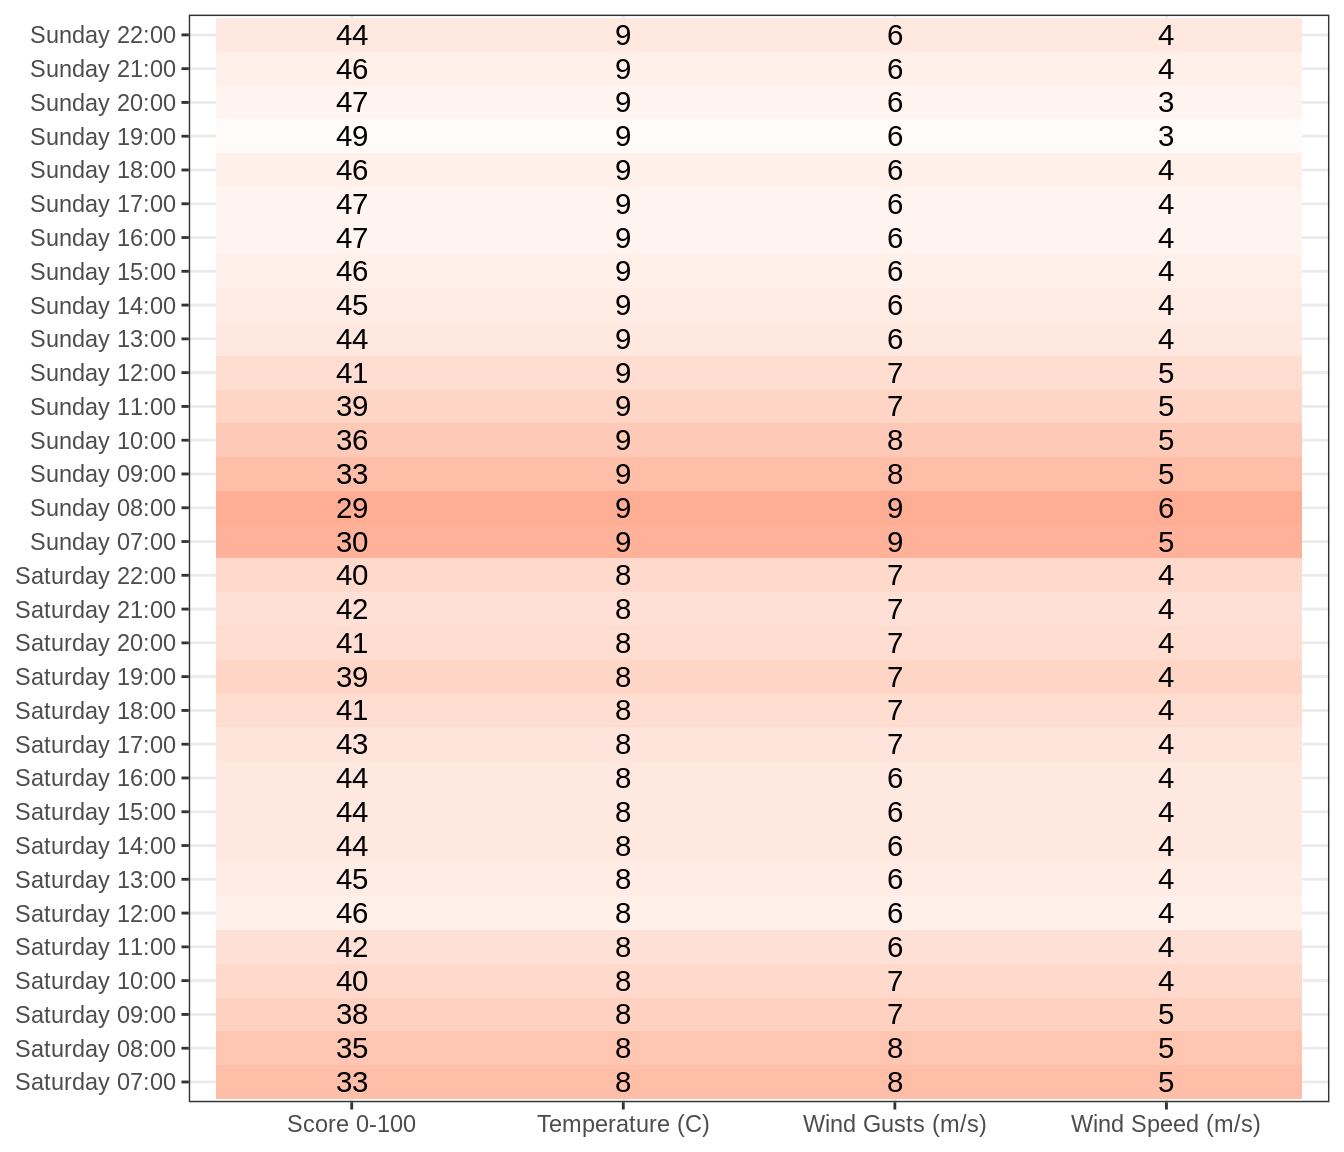 Sunday 22:00 44 9 6 4
Sunday 21:00 46 9 6 4
Sunday 20:00 47 9 6 3
Sunday 19:00 49 9 6 3
Sunday 18:00 46 9 6 4
Sunday 17:00 47 9 6 4
Sunday 16:00 47 9 6 4
Sunday 15:00 46 9 6 4
Sunday 14:00 45 9 6 4
Sunday 13:00 44 9 6 4
Sunday 12:00 41 9 7 5
Sunday 11:00 39 9 7 5
Sunday 10:00 36 9 8 5
Sunday 09:00 33 9 8 5
Sunday 08:00 29 9 9 6
Sunday 07:00 30 9 9 5
Saturday 22:00 40 8 7 4
Saturday 21:00 42 8 7 4
Saturday 20:00 41 8 7 4
Saturday 19:00 39 8 7 4
Saturday 18:00 41 8 7 4
Saturday 17:00 43 8 7 4
Saturday 16:00 44 8 6 4
Saturday 15:00 44 8 6 4
Saturday 14:00 44 8 6 4
Saturday 13:00 45 8 6 4
Saturday 12:00 46 8 6 4
Saturday 11:00 42 8 6 4
Saturday 10:00 40 8 7 4
Saturday 09:00 38 8 7 5
Saturday 08:00 35 8 8 5
Saturday 07:00 33 8 8 5
Score 0-100 Temperature (C) Wind Gusts (m/s) Wind Speed (m/s)